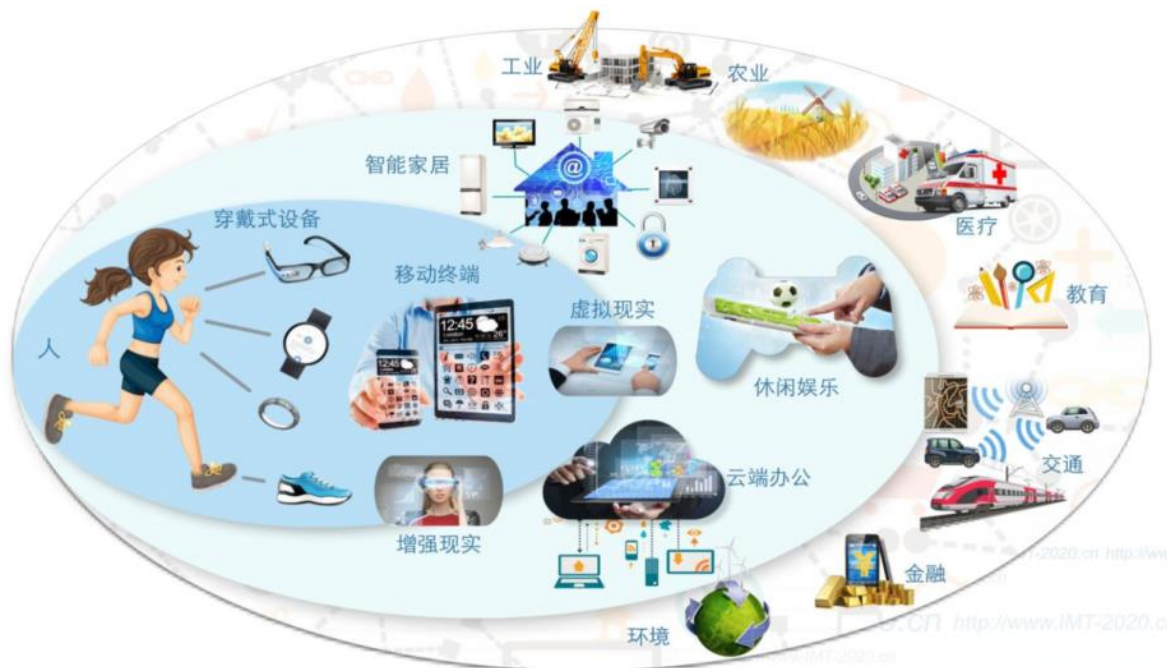 工业
农业
智能家居
医疗
穿戴式设备
移动终端
虚拟现实
教育
人
12:45
12:45
休闲娱乐
交通
云端办公
增强现实
金融
环境
http://www.IMT-2020.c